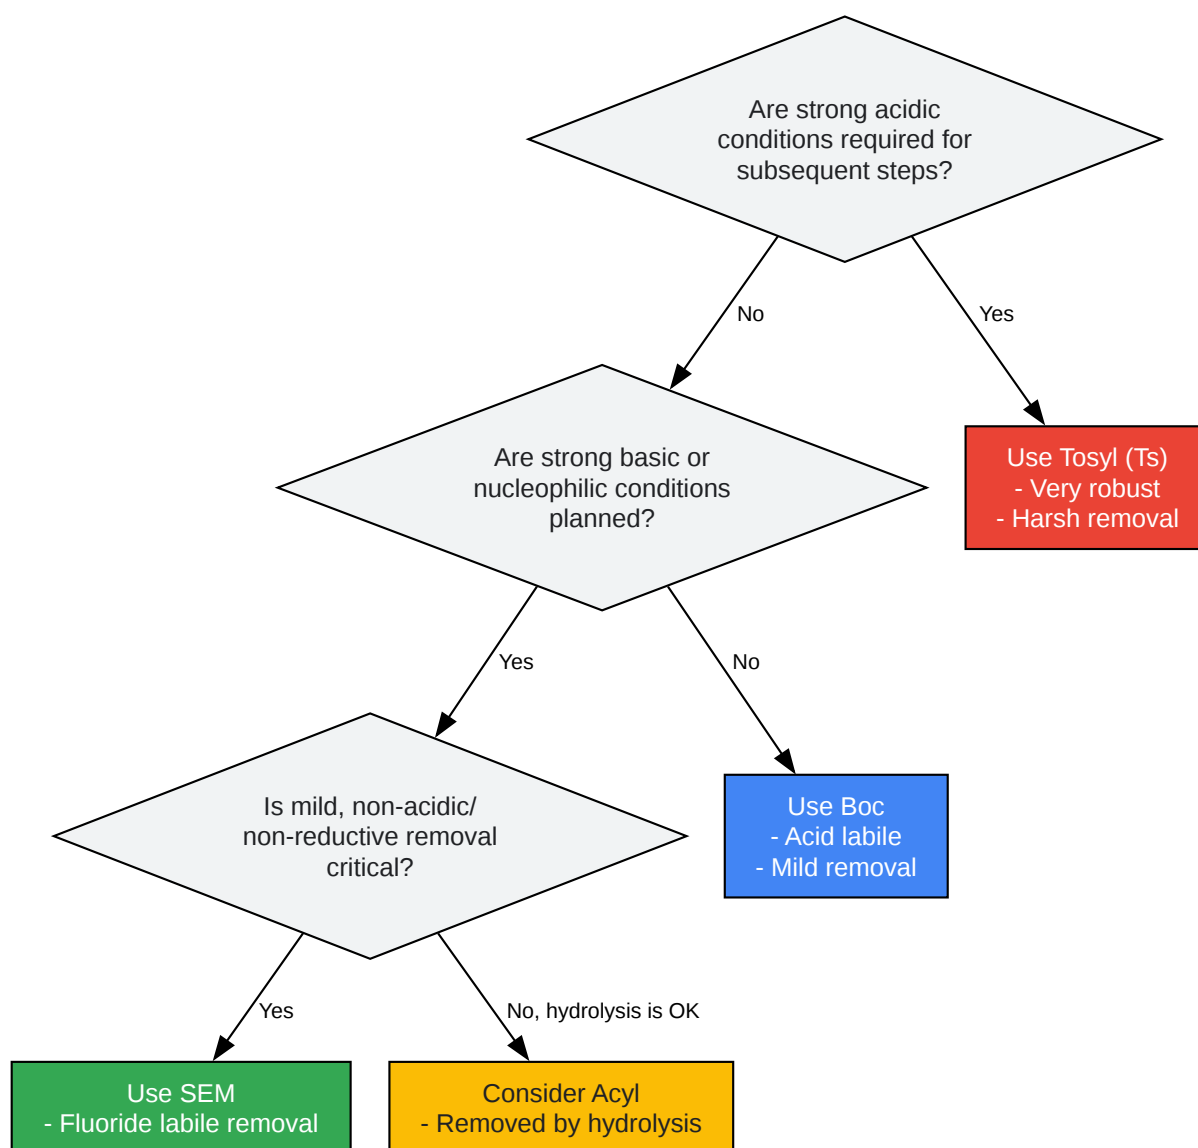 Are strong acidic
conditions required for
subsequent steps?
No
Yes
Are strong basic or
nucleophilic conditions
planned?
Use Tosyl (Ts)
- Very robust
- Harsh removal
Yes
No
Is mild, non-acidic/
non-reductive removal
critical?
Use Boc
- Acid labile
- Mild removal
Yes
No, hydrolysis is OK
Use SEM
- Fluoride labile removal
Consider Acyl
- Removed by hydrolysis